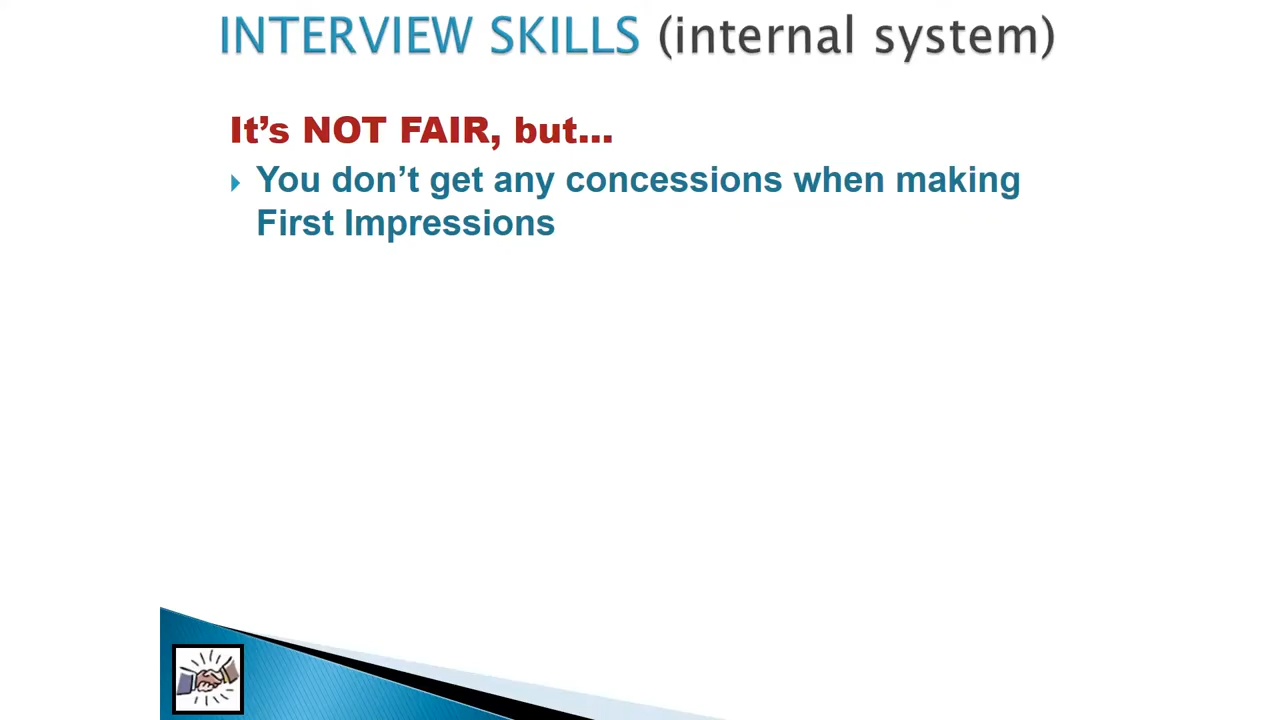 INTERVIEW SKILLS (internal system)
It’s NOT FAIR, but...
You don’t get any concessions when making
First Impressions